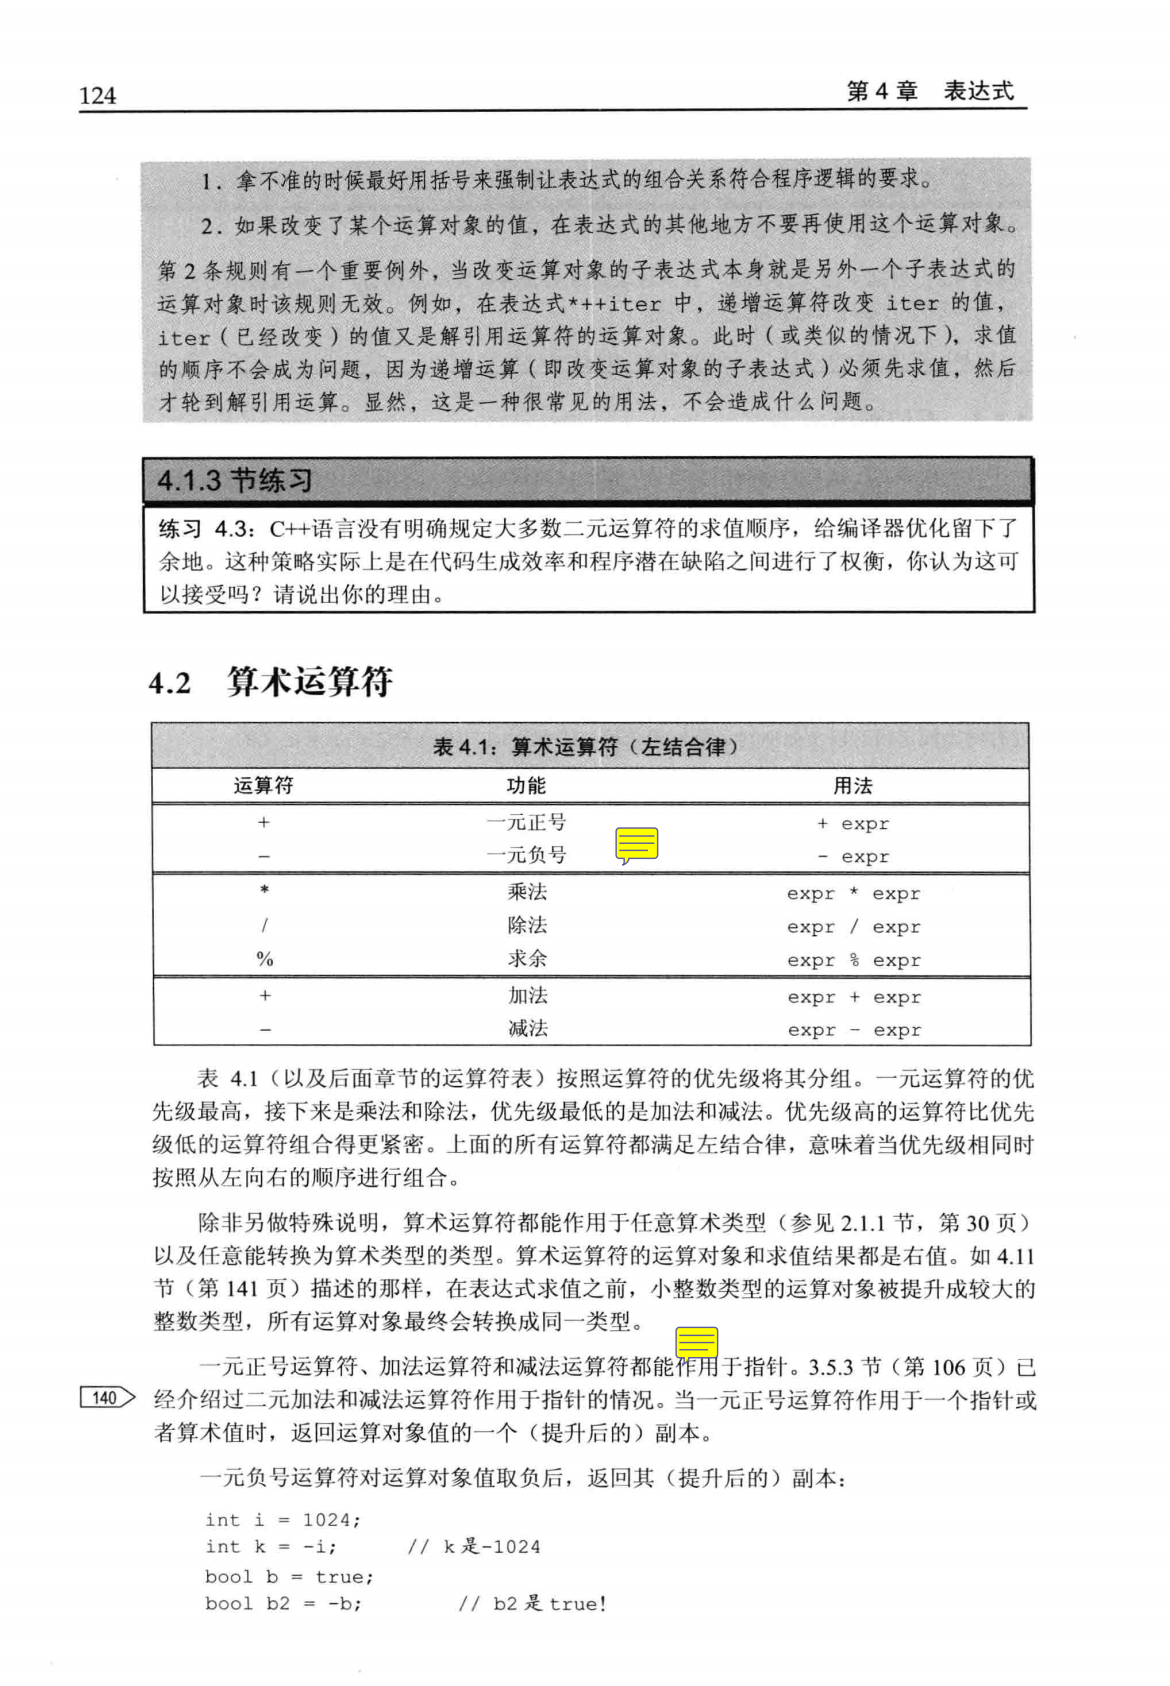 124
第 4 章 表达式
1. 拿不准的时候最好用括号来强制让表达式的组合关系符合程序逻辑的要求。
2. 如果改变了某个运算对象的值，在表达式的其他地方不要再使用这个运算对象。
第 2 条规则有一个重要例外，当改变运算对象的子表达式本身就是另外一个子表达式的
运算对象时该规则无效。例如，在表达式*++iter 中，递增运算符改变 iter 的值，
iter（已经改变）的值又是解引用运算符的运算对象。此时（或类似的情况下），求值
的顺序不会成为问题，因为递增运算（即改变运算对象的子表达式）必须先求值，然后
才轮到解引用运算。显然，这是一种很常见的用法，不会造成什么问题。
4.1.3 节练习
练习 4.3：C++语言没有明确规定大多数二元运算符的求值顺序，给编译器优化留下了
余地。这种策略实际上是在代码生成效率和程序潜在缺陷之间进行了权衡，你认为这可
以接受吗？请说出你的理由。
4.2 算术运算符
表 4.1：算术运算符（左结合律）
运算符 功能 用法
+ 一元正号 + expr
- 一元负号 - expr
* 乘法 expr * expr
/ 除法 expr / expr
% 求余 expr % expr
+ 加法 expr + expr
- 减法 expr - expr
表 4.1（以及后面章节的运算符表）按照运算符的优先级将其分组。一元运算符的优
先级最高，接下来是乘法和除法，优先级最低的是加法和减法。优先级高的运算符比优先
级低的运算符组合得更紧密。上面的所有运算符都满足左结合律，意味着当优先级相同时
按照从左向右的顺序进行组合。
除非另做特殊说明，算术运算符都能作用于任意算术类型（参见 2.1.1 节，第 30 页）
以及任意能转换为算术类型的类型。算术运算符的运算对象和求值结果都是右值。如 4.11
节（第 141 页）描述的那样，在表达式求值之前，小整数类型的运算对象被提升成较大的
整数类型，所有运算对象最终会转换成同一类型。
一元正号运算符、加法运算符和减法运算符都能作用于指针。3.5.3 节（第 106 页）已
140 经介绍过二元加法和减法运算符作用于指针的情况。当一元正号运算符作用于一个指针或
者算术值时，返回运算对象值的一个（提升后的）副本。
一元负号运算符对运算对象值取负后，返回其（提升后的）副本：
int i = 1024;
int k = -i; // k 是-1024
bool b = true;
bool b2 = -b; // b2 是 true!